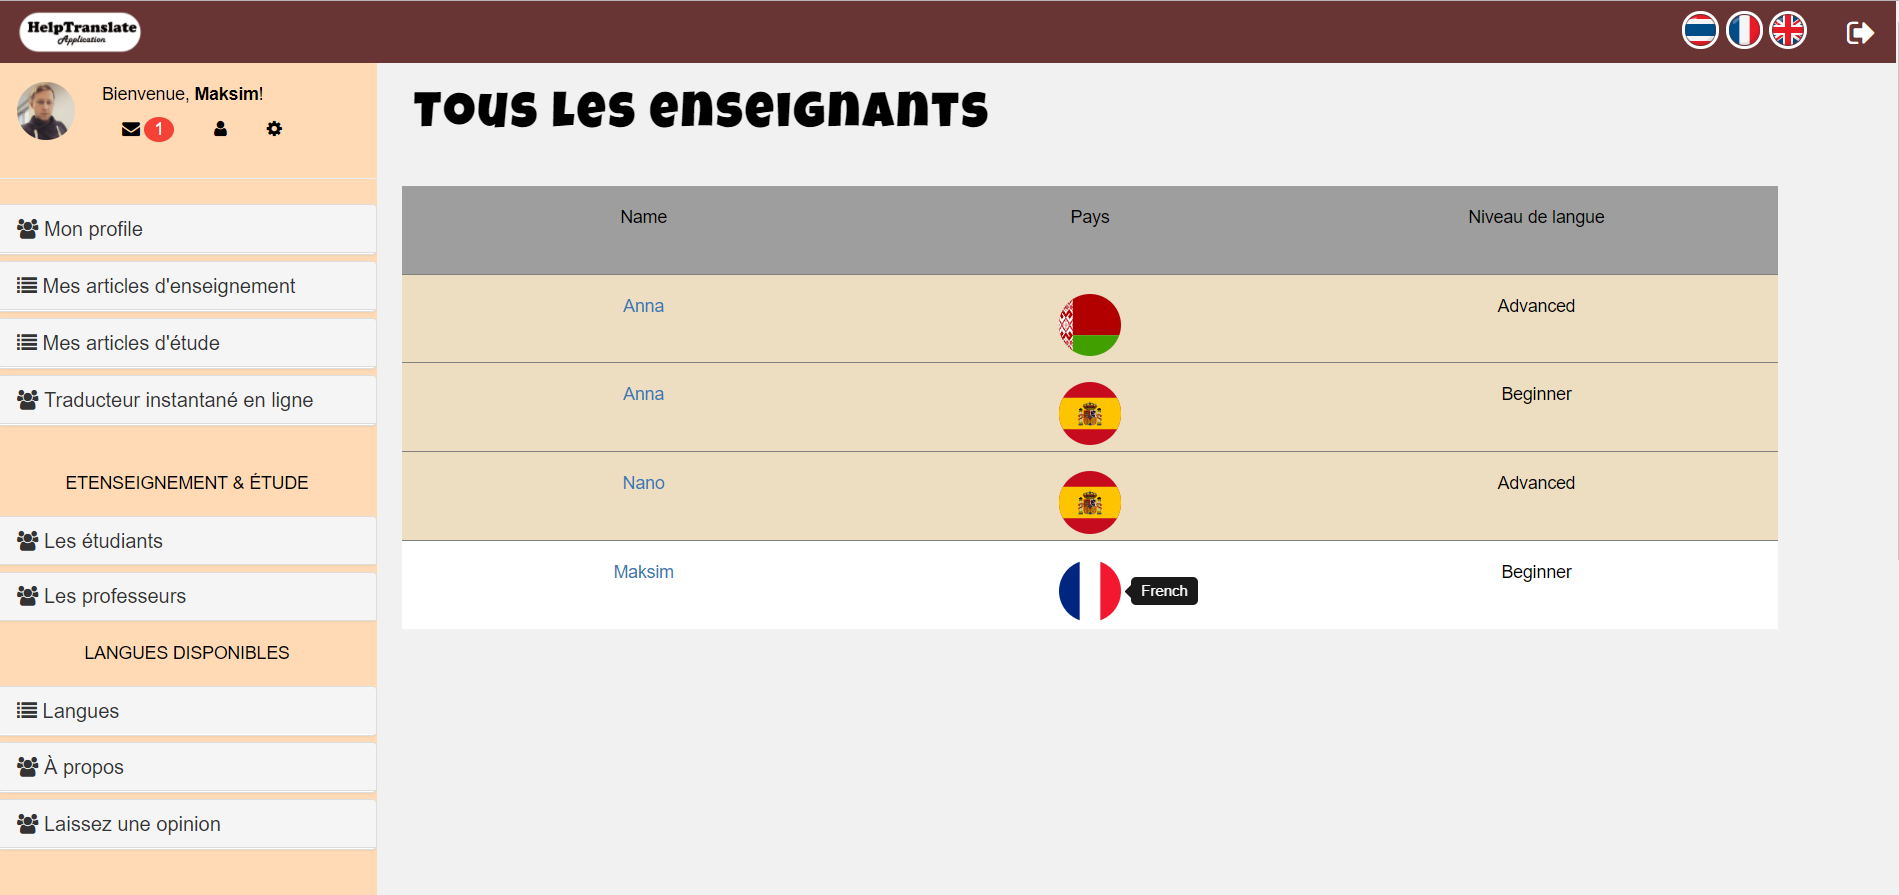 HelpTranslate
Application
Bienvenue, Maksim!
1
Mon profile
Mes articles d'enseignement
Mes articles d'étude
Traducteur instantané en ligne
ETENSEIGNEMENT & ÉTUDE
Les étudiants
Les professeurs
LANGUES DISPONIBLES
Langues
À propos
Laissez une opinion
Tous les enseignants
Name Pays Niveau de langue
Anna Advanced
Anna Beginner
Nano Advanced
Maksim French Beginner